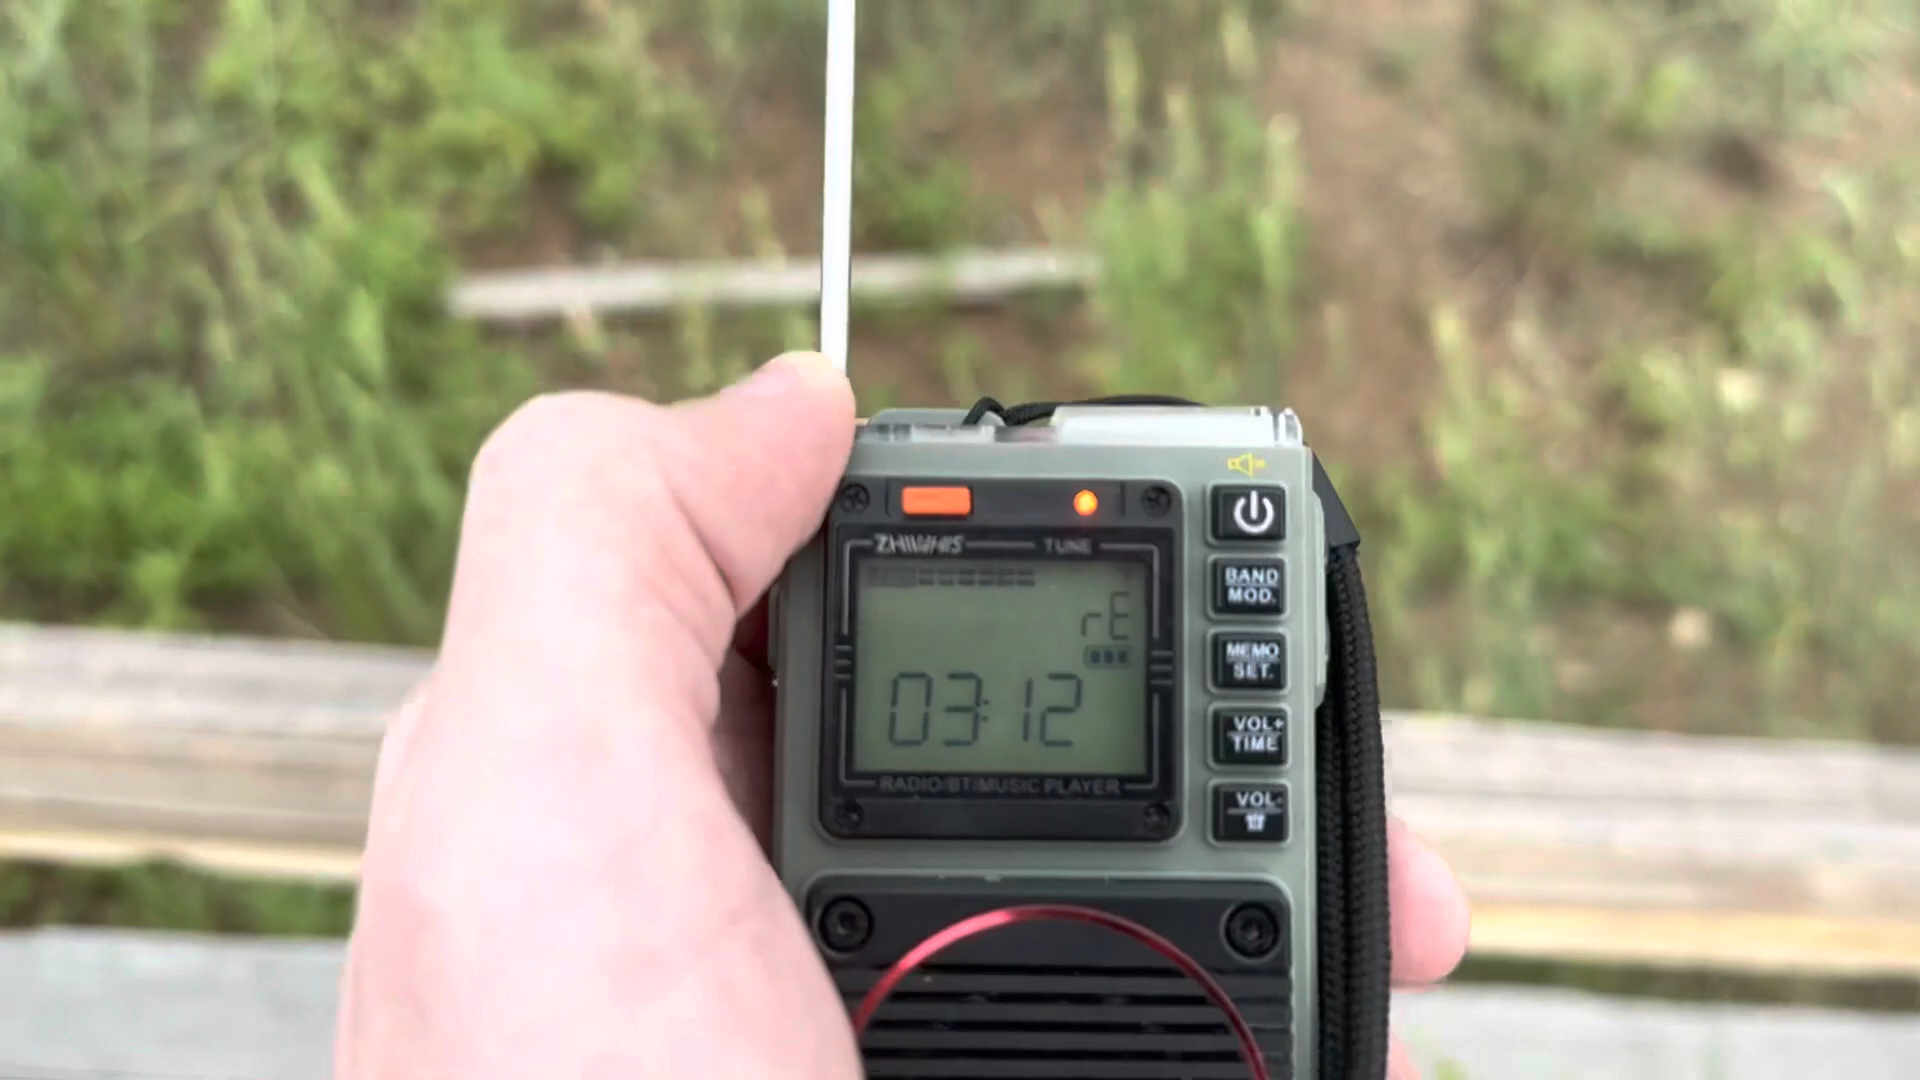 ZHIWHIS TUNE
rE
03:12
RADIO/BT/MUSIC PLAYER
BAND
MOD.
MEMO
SET.
VOL+
TIME
VOL-